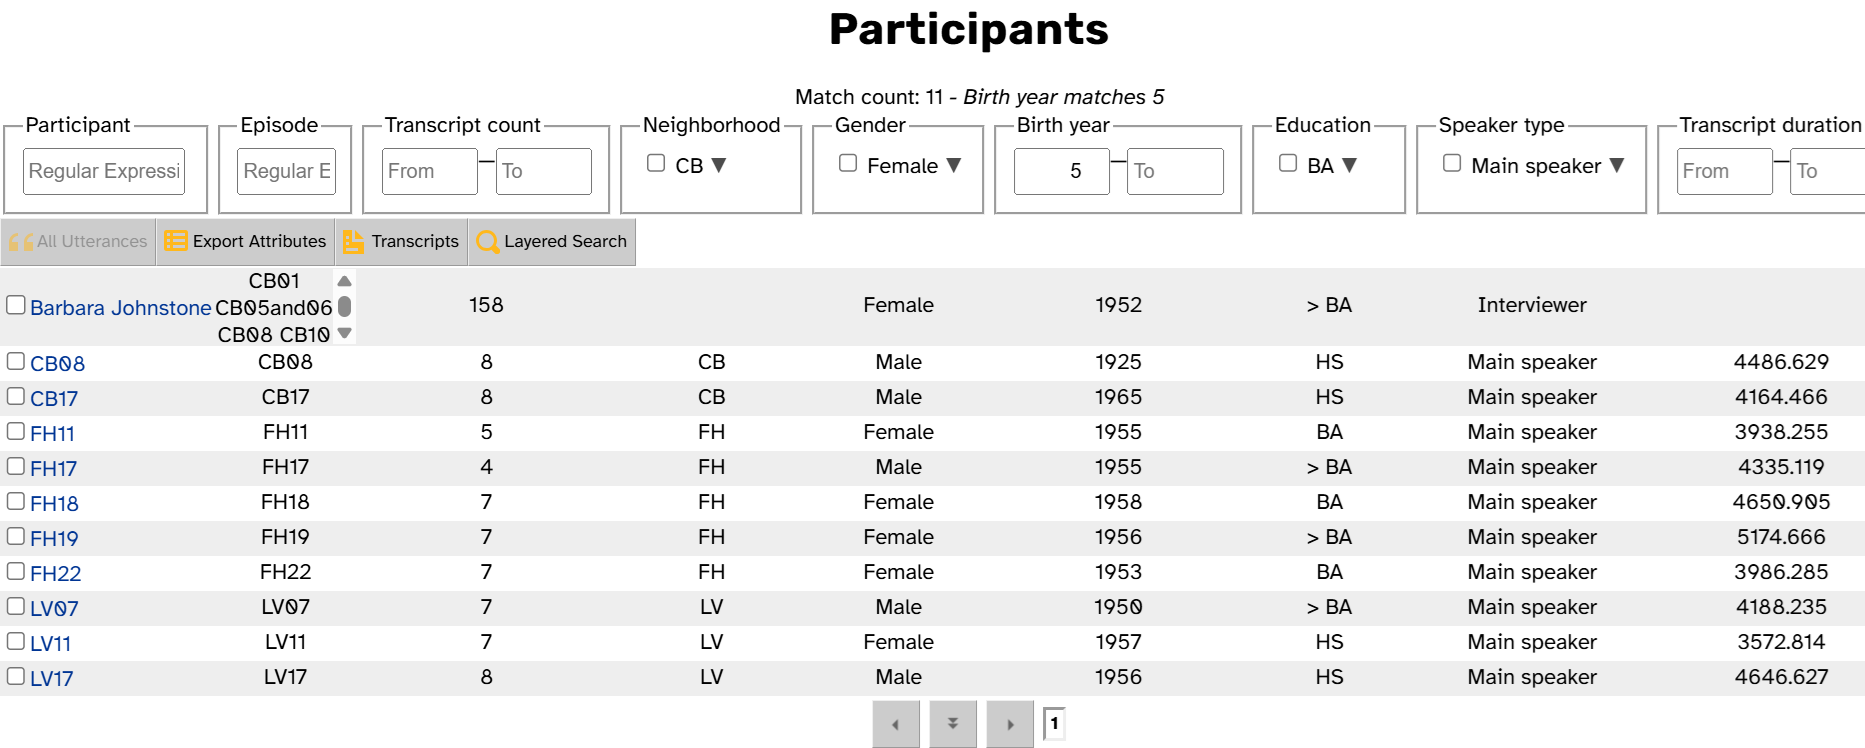 Participants
Match count: 11 - Birth year matches 5
Participant Episode Transcript count Neighborhood Gender Birth year Education Speaker type Transcript duration
Regular Expressi Regular E From – To CB ▼ Female ▼ 5 – To BA ▼ Main speaker ▼ From – To
All Utterances Export Attributes Transcripts Layered Search
Barbara Johnstone CB01 CB05and06 CB08 CB10 158 Female 1952 > BA Interviewer
CB08 CB08 8 CB Male 1925 HS Main speaker 4486.629
CB17 CB17 8 CB Male 1965 HS Main speaker 4164.466
FH11 FH11 5 FH Female 1955 BA Main speaker 3938.255
FH17 FH17 4 FH Male 1955 > BA Main speaker 4335.119
FH18 FH18 7 FH Female 1958 BA Main speaker 4650.905
FH19 FH19 7 FH Female 1956 > BA Main speaker 5174.666
FH22 FH22 7 FH Female 1953 BA Main speaker 3986.285
LV07 LV07 7 LV Male 1950 > BA Main speaker 4188.235
LV11 LV11 7 LV Female 1957 HS Main speaker 3572.814
LV17 LV17 8 LV Male 1956 HS Main speaker 4646.627
1